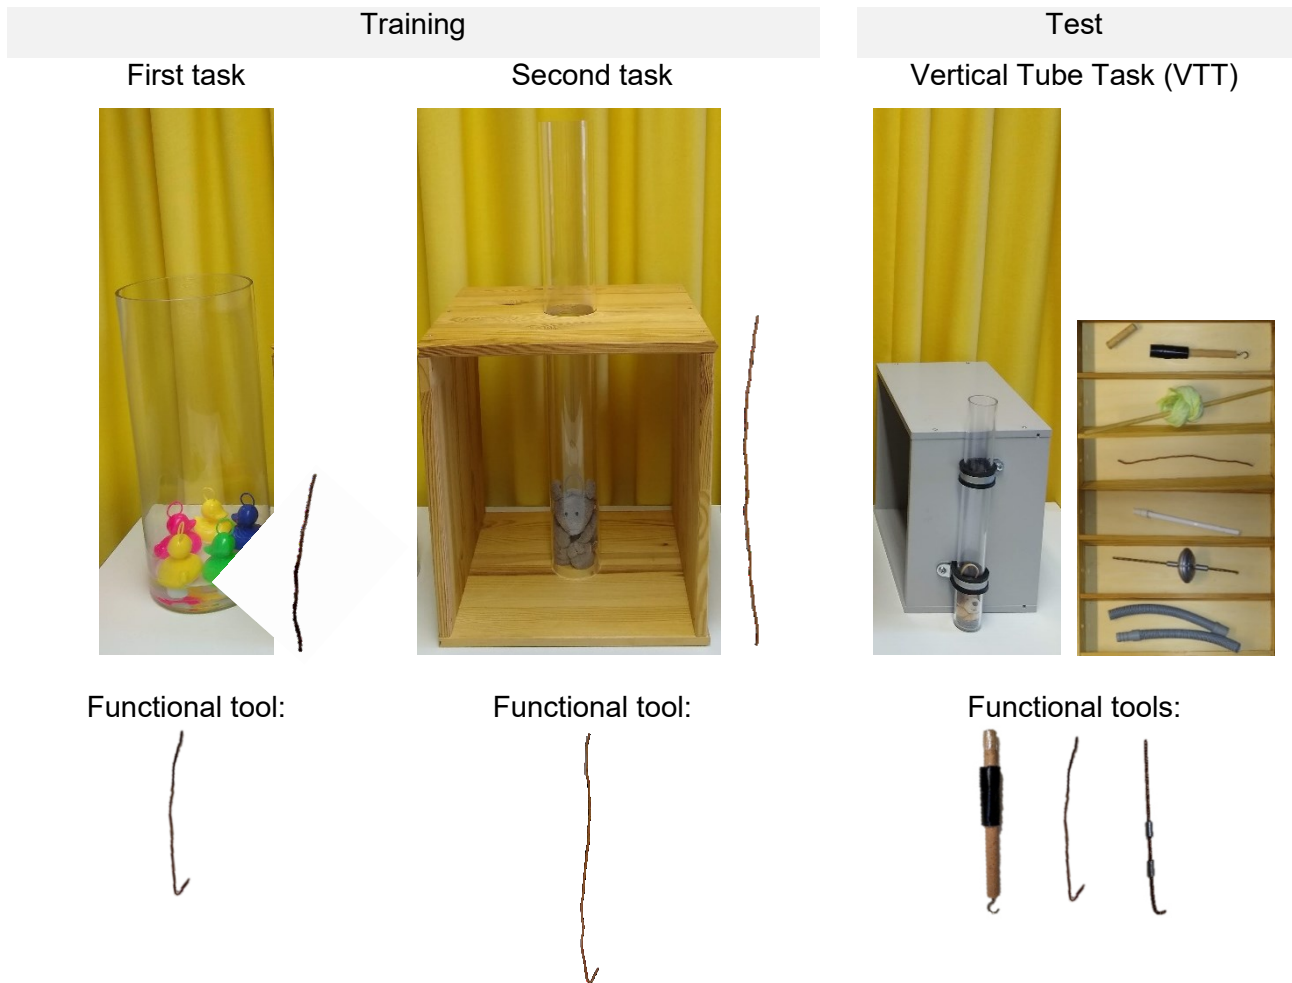 Training
Test
First task
Second task
Vertical Tube Task (VTT)
Functional tool:
Functional tool:
Functional tools: